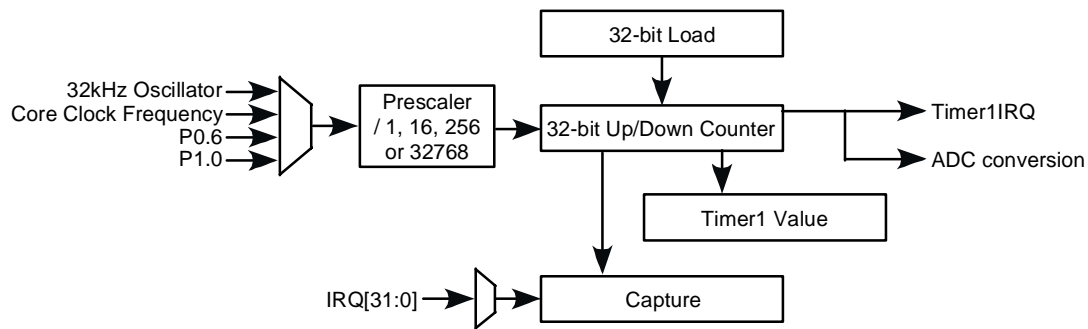 32-bit Load
32kHz Oscillator
Core Clock Frequency
P0.6
P1.0
Prescaler
/ 1, 16, 256
or 32768
32-bit Up/Down Counter
Timer1IRQ
ADC conversion
Timer1 Value
IRQ[31:0]
Capture